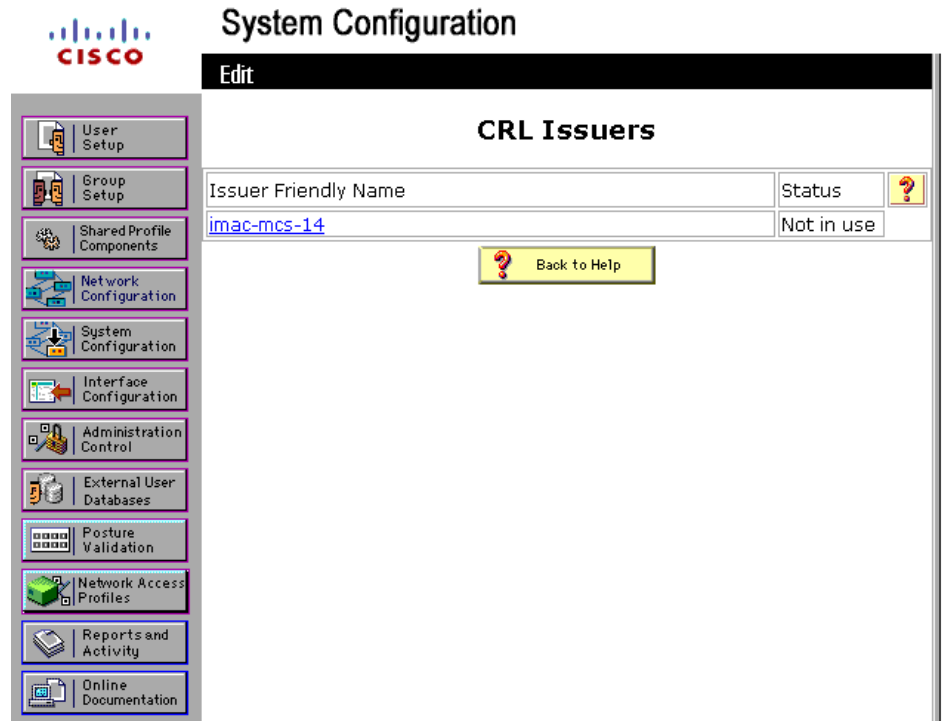 CISCO
System Configuration
Edit
User
Setup
Group
Setup
Shared Profile
Components
Network
Configuration
System
Configuration
Interface
Configuration
Administration
Control
External User
Databases
Posture
Validation
Network Access
Profiles
Reports and
Activity
Online
Documentation
CRL Issuers
Issuer Friendly Name Status ?
imac-mcs-14 Not in use
? Back to Help